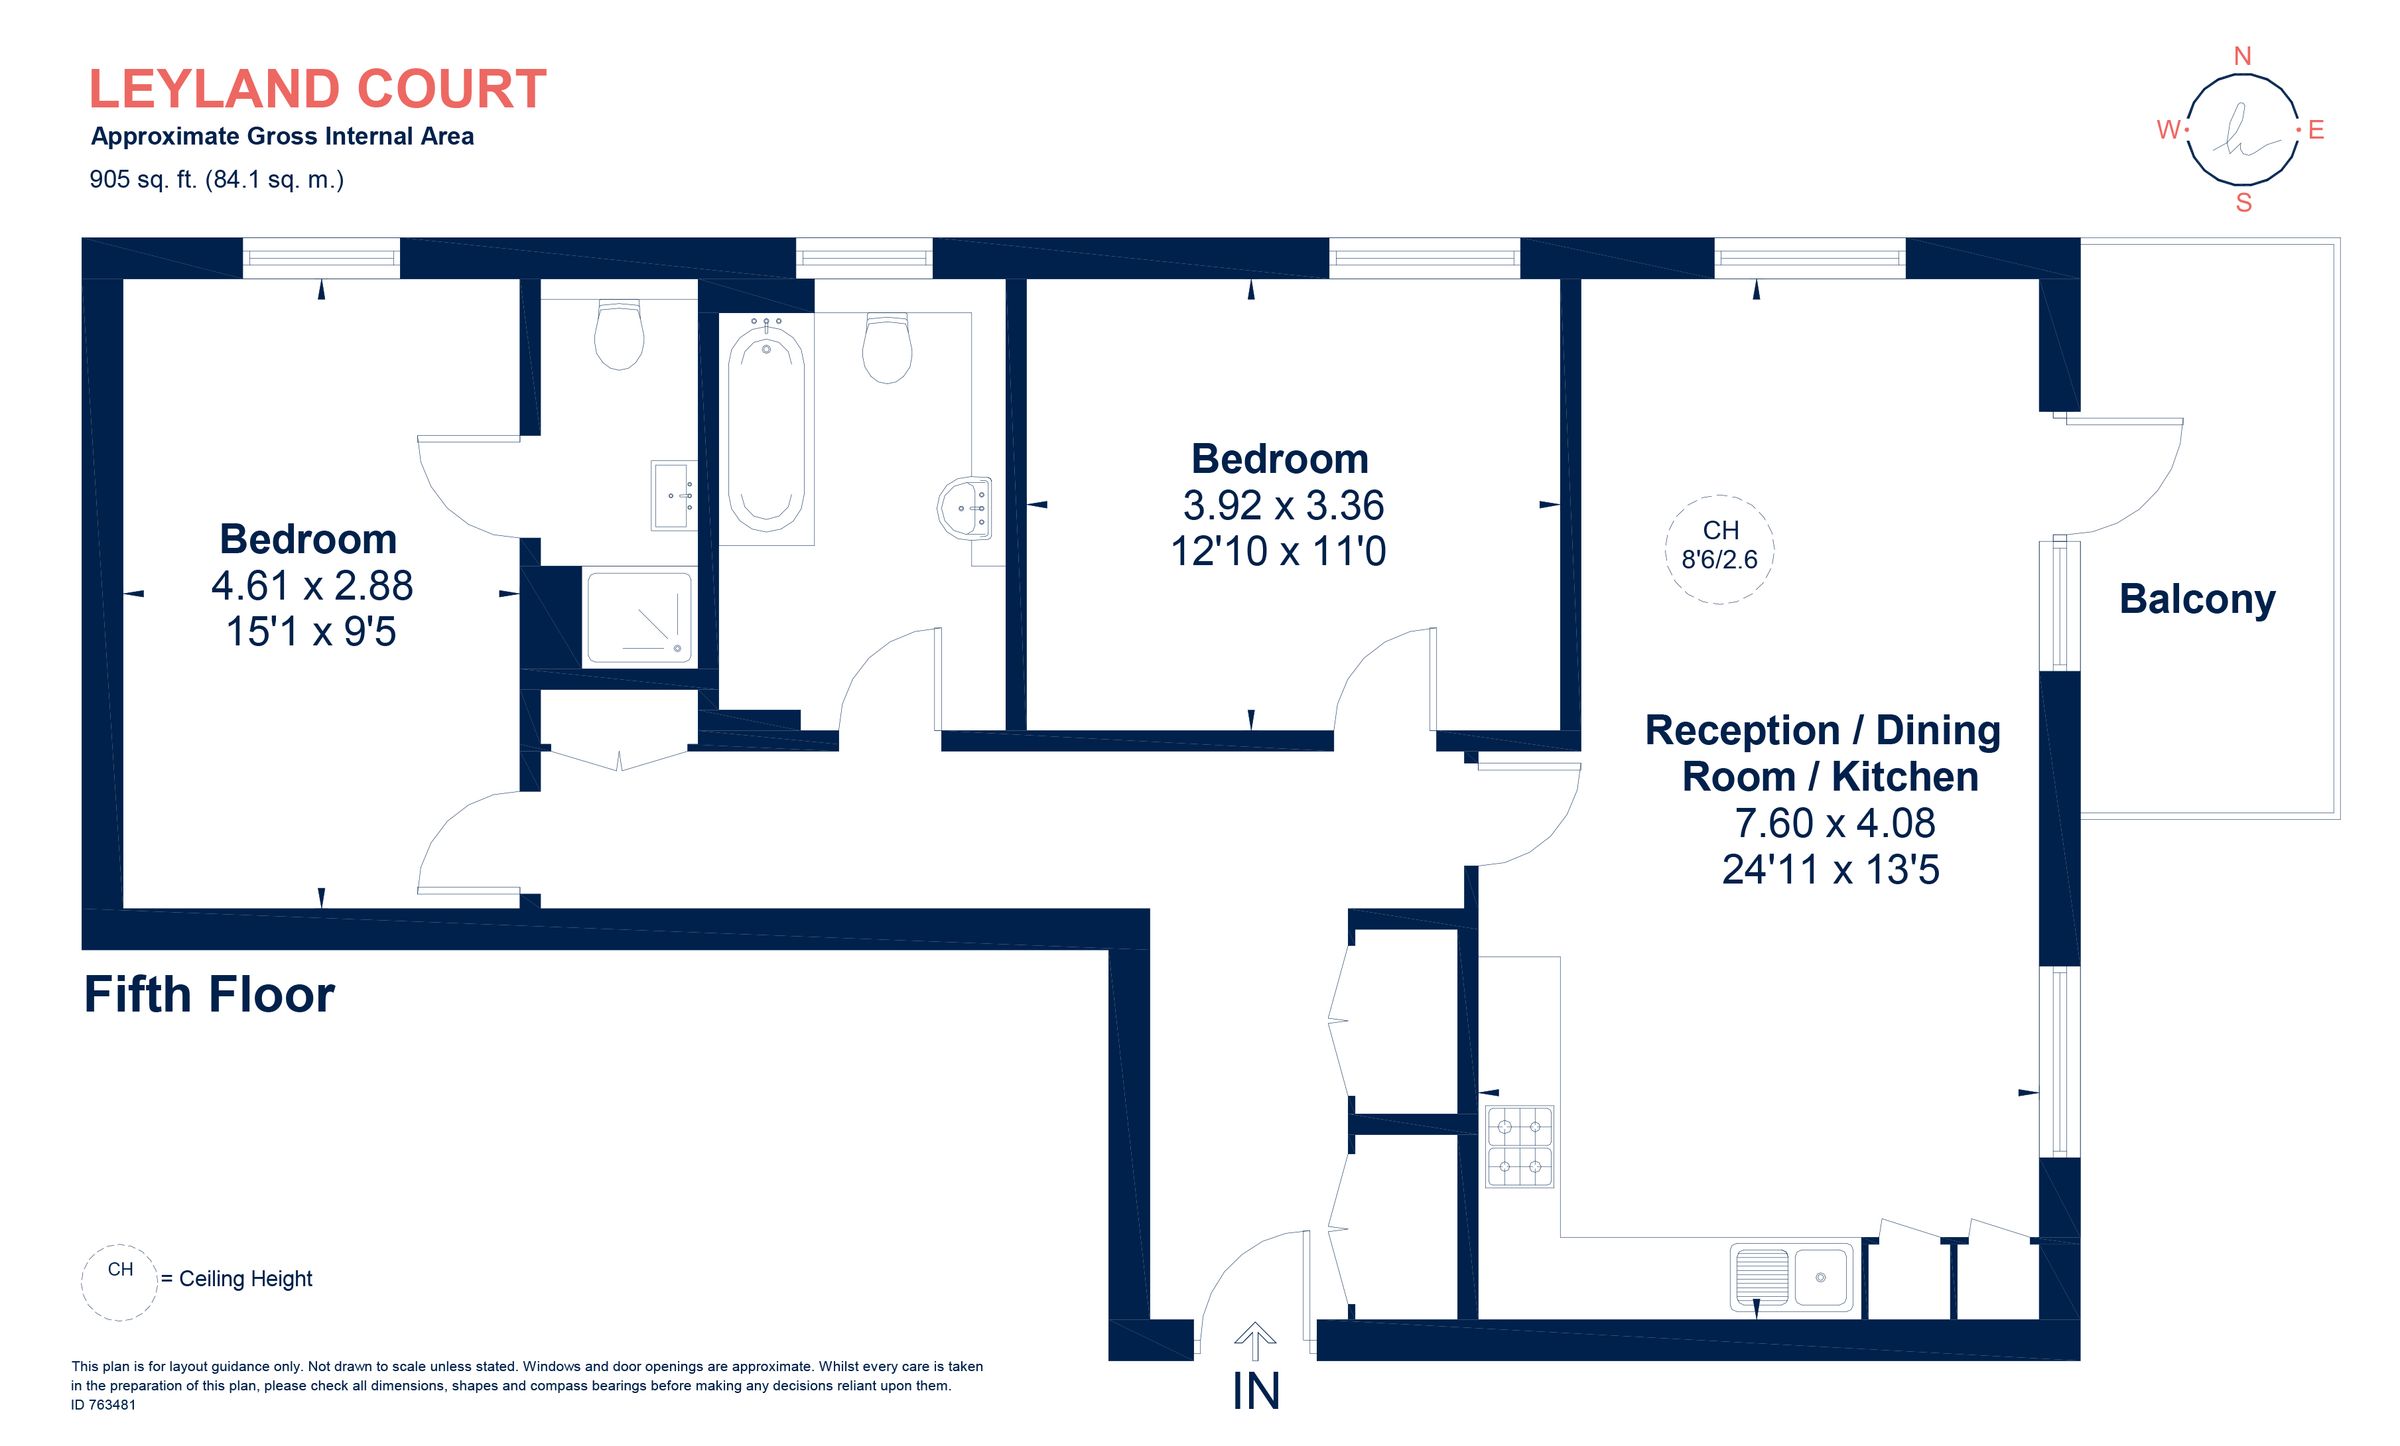 LEYLAND COURT
Approximate Gross Internal Area
905 sq. ft. (84.1 sq. m.)
N
W
E
S
Bedroom
4.61 x 2.88
15'1 x 9'5
Bedroom
3.92 x 3.36
12'10 x 11'0
CH
8'6/2.6
Balcony
Reception / Dining
Room / Kitchen
7.60 x 4.08
24'11 x 13'5
Fifth Floor
CH
= Ceiling Height
IN
This plan is for layout guidance only. Not drawn to scale unless stated. Windows and door openings are approximate. Whilst every care is taken
in the preparation of this plan, please check all dimensions, shapes and compass bearings before making any decisions reliant upon them.
ID 763481